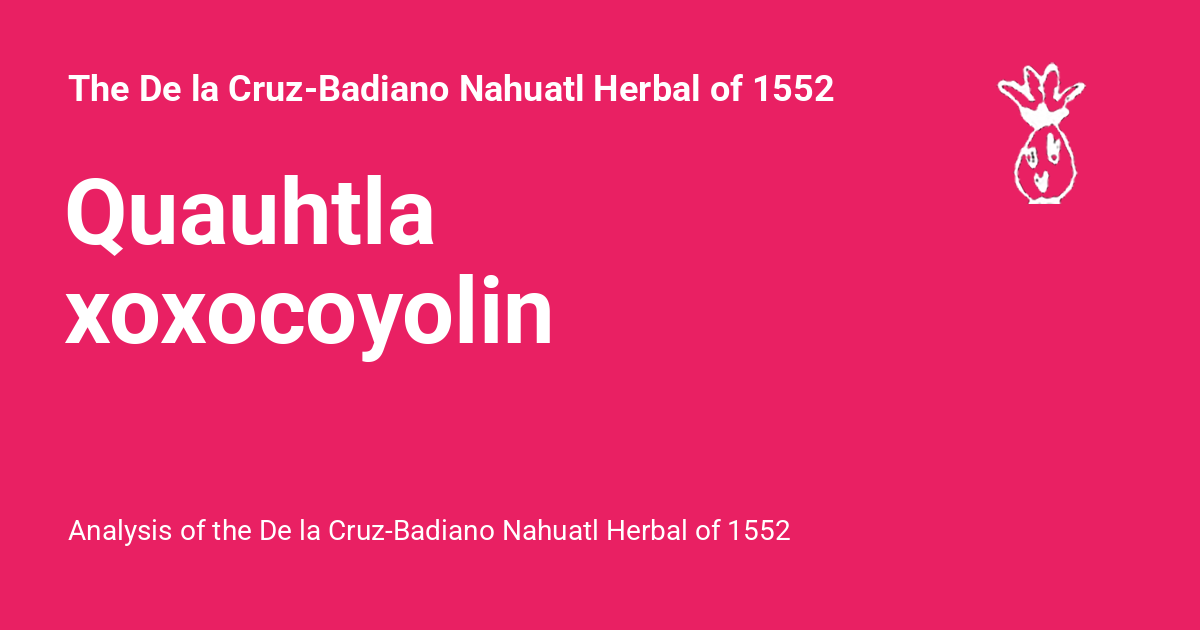 The De la Cruz-Badiano Nahuatl Herbal of 1552
Quauhtla
xoxocoyolin
Analysis of the De la Cruz-Badiano Nahuatl Herbal of 1552